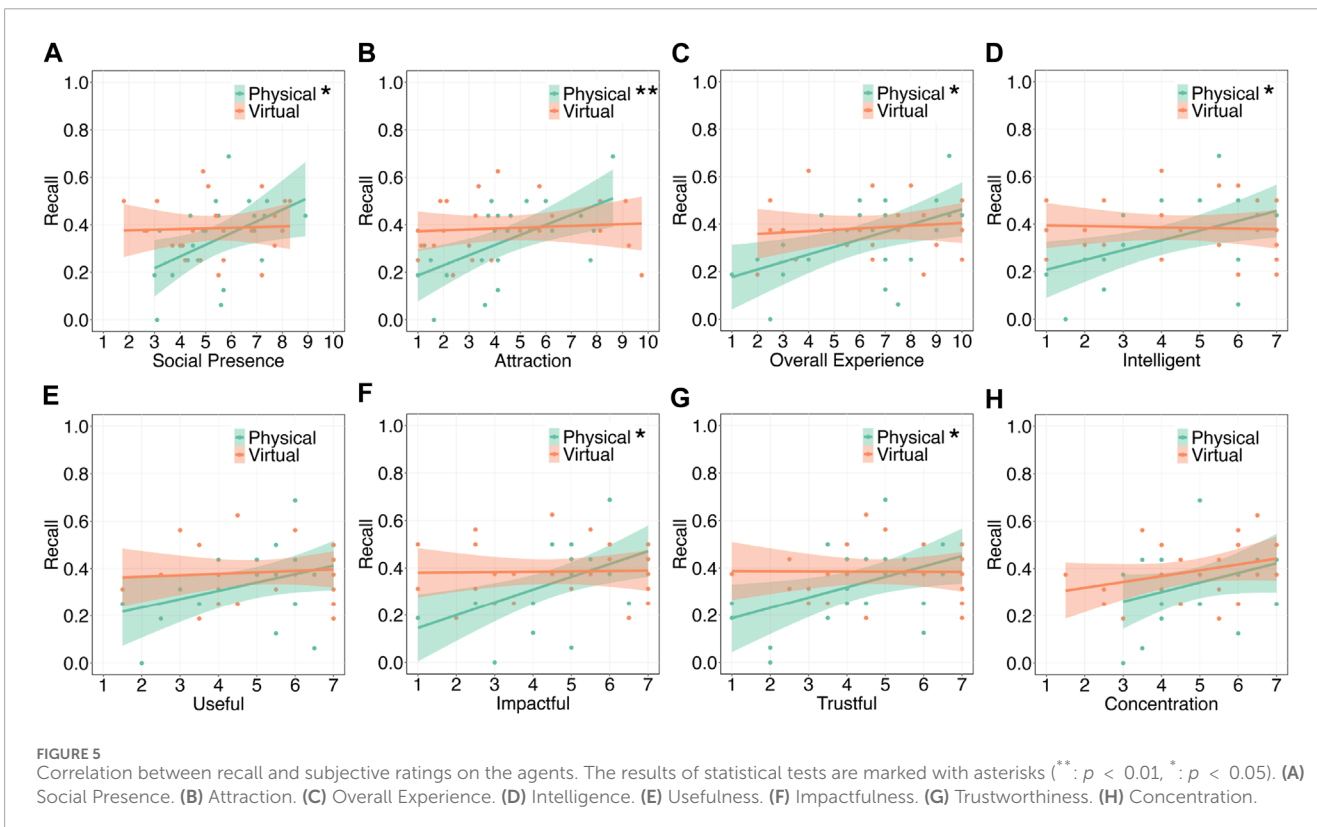 A
B
C
D
1.0
0.8
0.6
0.4
0.2
0.0
Recall
Physical *
Virtual
1 2 3 4 5 6 7 8 9 10
Social Presence
1.0
0.8
0.6
0.4
0.2
0.0
Recall
Physical **
Virtual
1 2 3 4 5 6 7 8 9 10
Attraction
1.0
0.8
0.6
0.4
0.2
0.0
Recall
Physical *
Virtual
1 2 3 4 5 6 7 8 9 10
Overall Experience
1.0
0.8
0.6
0.4
0.2
0.0
Recall
Physical *
Virtual
1 2 3 4 5 6 7
Intelligent
E
F
G
H
1.0
0.8
0.6
0.4
0.2
0.0
Recall
Physical
Virtual
1 2 3 4 5 6 7
Useful
1.0
0.8
0.6
0.4
0.2
0.0
Recall
Physical *
Virtual
1 2 3 4 5 6 7
Impactful
1.0
0.8
0.6
0.4
0.2
0.0
Recall
Physical *
Virtual
1 2 3 4 5 6 7
Trustful
1.0
0.8
0.6
0.4
0.2
0.0
Recall
Physical
Virtual
1 2 3 4 5 6 7
Concentration
FIGURE 5
Correlation between recall and subjective ratings on the agents. The results of statistical tests are marked with asterisks (**: p < 0.01, *: p < 0.05). (A)
Social Presence. (B) Attraction. (C) Overall Experience. (D) Intelligence. (E) Usefulness. (F) Impactfulness. (G) Trustworthiness. (H) Concentration.